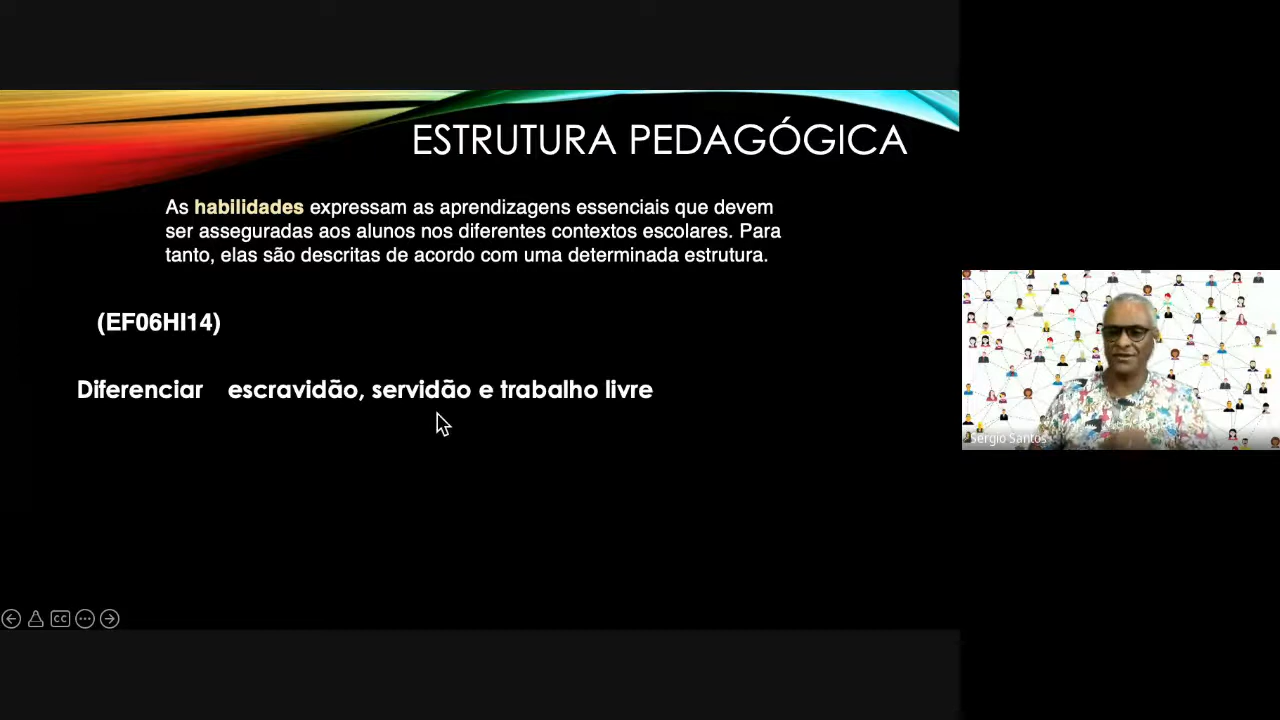 ESTRUTURA PEDAGÓGICA
As habilidades expressam as aprendizagens essenciais que devem
ser asseguradas aos alunos nos diferentes contextos escolares. Para
tanto, elas são descritas de acordo com uma determinada estrutura.
(EF06HI14)
Diferenciar escravidão, servidão e trabalho livre
Sergio Santos
CC